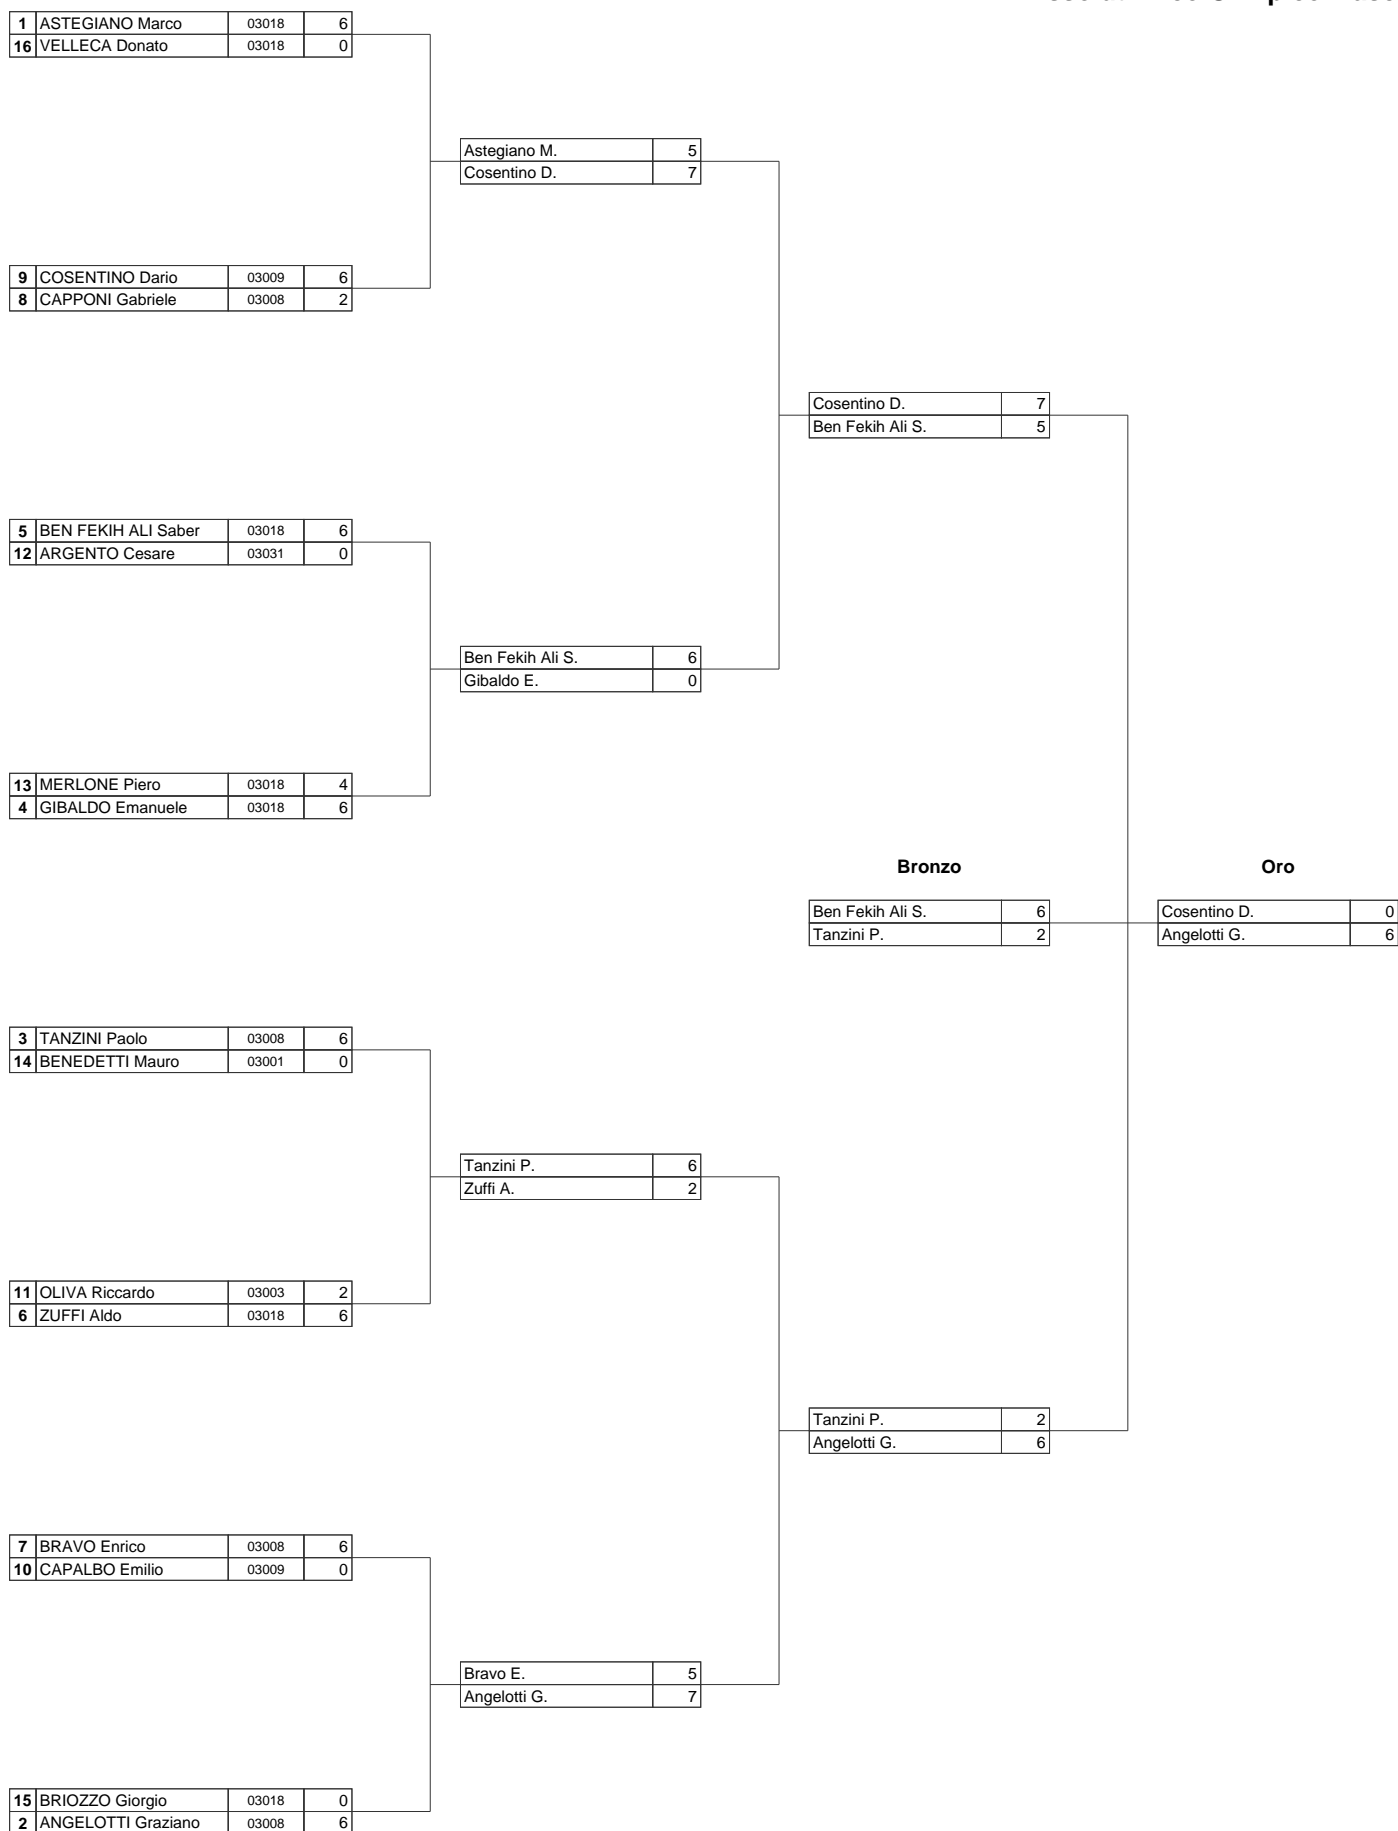 1 ASTEGIANO Marco 03018 6
16 VELLECA Donato 03018 0
Astegiano M. 5
Cosentino D. 7
9 COSENTINO Dario 03009 6
8 CAPPONI Gabriele 03008 2
Cosentino D. 7
Ben Fekih Ali S. 5
5 BEN FEKIH ALI Saber 03018 6
12 ARGENTO Cesare 03031 0
Ben Fekih Ali S. 6
Gibaldo E. 0
13 MERLONE Piero 03018 4
4 GIBALDO Emanuele 03018 6
Bronzo Oro
Ben Fekih Ali S. 6 Cosentino D. 0
Tanzini P. 2 Angelotti G. 6
3 TANZINI Paolo 03008 6
14 BENEDETTI Mauro 03001 0
Tanzini P. 6
Zuffi A. 2
11 OLIVA Riccardo 03003 2
6 ZUFFI Aldo 03018 6
Tanzini P. 2
Angelotti G. 6
7 BRAVO Enrico 03008 6
10 CAPALBO Emilio 03009 0
Bravo E. 5
Angelotti G. 7
15 BRIOZZO Giorgio 03018 0
2 ANGELOTTI Graziano 03008 6